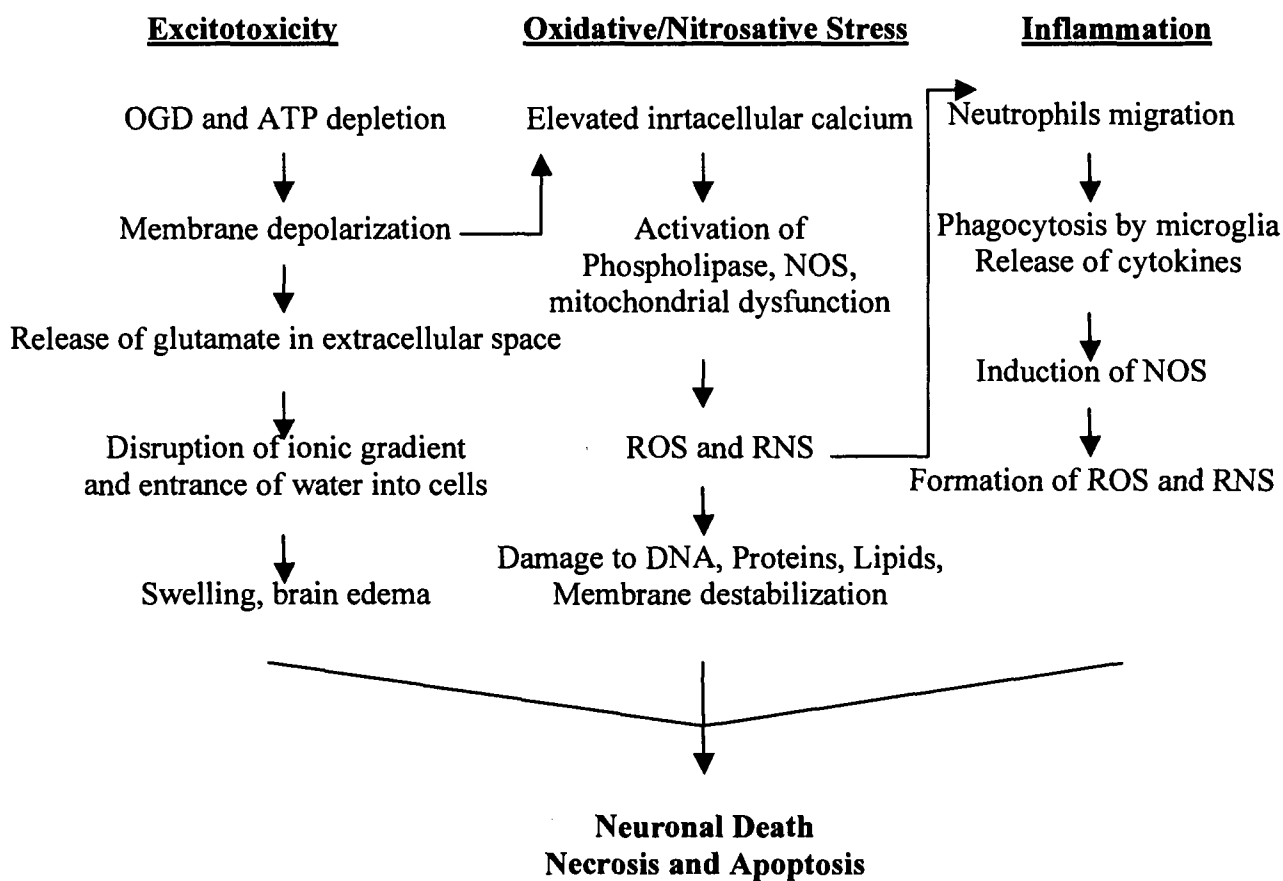 Excitotoxicity
OGD and ATP depletion
Membrane depolarization
Release of glutamate in extracellular space
Disruption of ionic gradient
and entrance of water into cells
Swelling, brain edema
Oxidative/Nitrosative Stress
Elevated inrtacellular calcium
Activation of
Phospholipase, NOS,
mitochondrial dysfunction
ROS and RNS
Damage to DNA, Proteins, Lipids,
Membrane destabilization
Inflammation
Neutrophils migration
Phagocytosis by microglia
Release of cytokines
Induction of NOS
Formation of ROS and RNS
Neuronal Death
Necrosis and Apoptosis